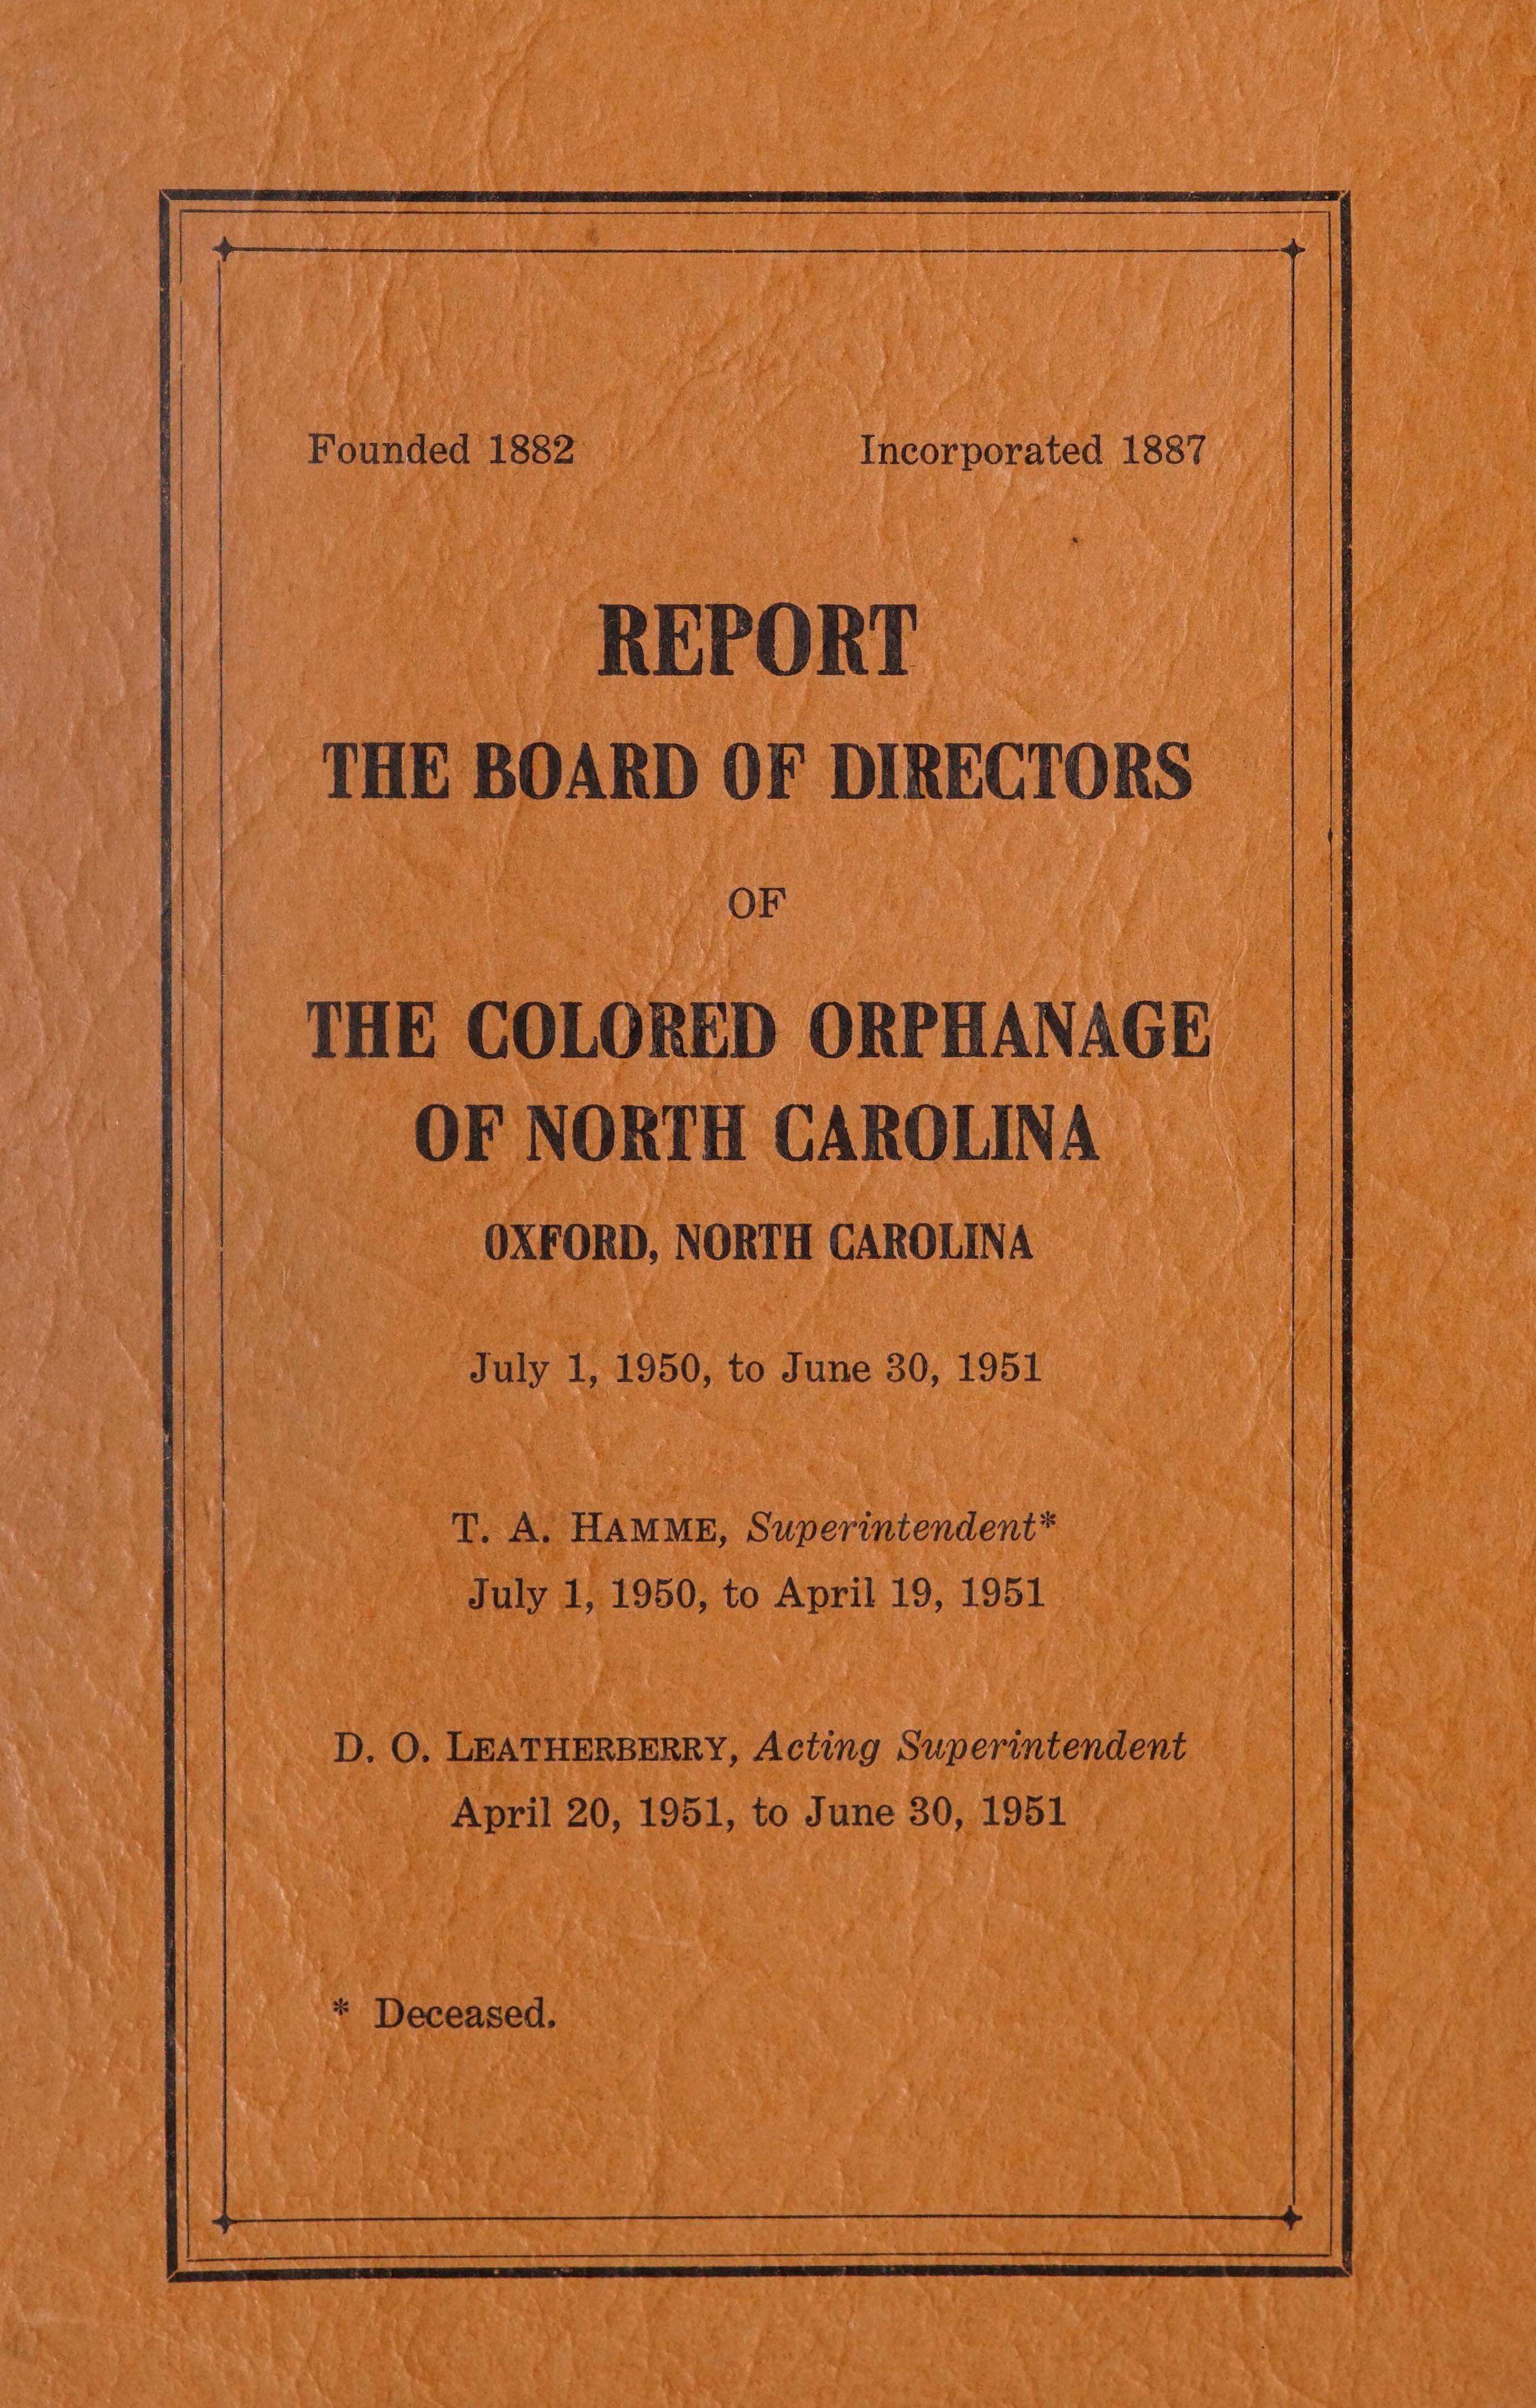 Founded 1882 Incorporated 1887
REPORT
THE BOARD OF DIRECTORS
OF
THE COLORED ORPHANAGE
OF NORTH CAROLINA
OXFORD, NORTH CAROLINA
July 1, 1950, to June 30, 1951
T. A. HAMME, Superintendent*
July 1, 1950, to April 19, 1951
D. O. LEATHERBERRY, Acting Superintendent
April 20, 1951, to June 30, 1951
* Deceased.